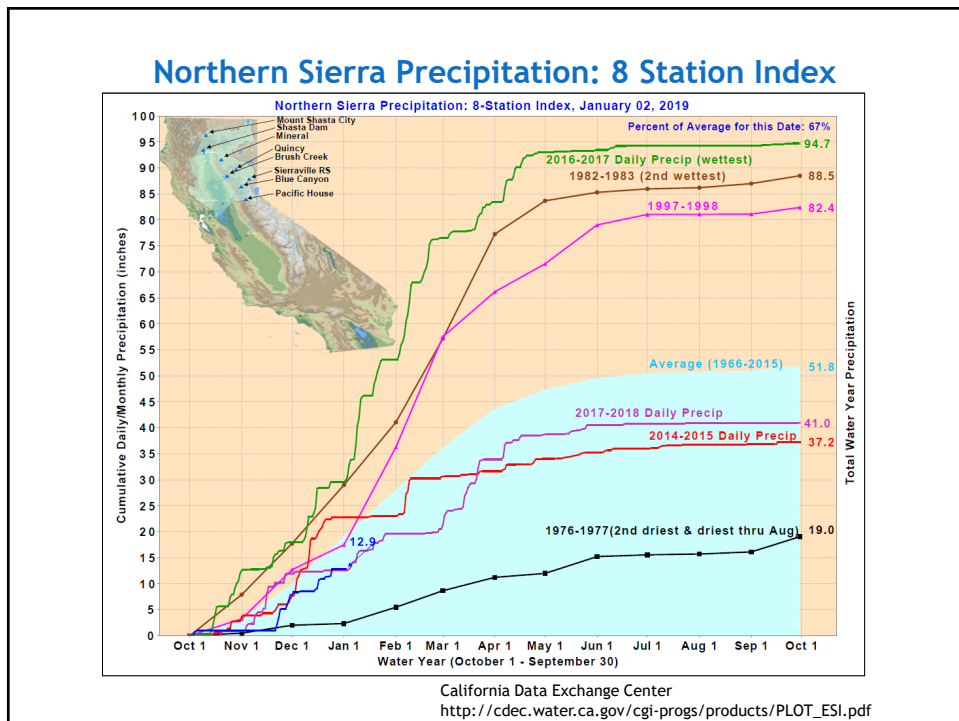 Northern Sierra Precipitation: 8 Station Index
Northern Sierra Precipitation: 8-Station Index, January 02, 2019
Percent of Average for this Date: 67%
Mount Shasta City
Shasta Dam
Mineral
Quincy
Brush Creek
Sierraville RS
Blue Canyon
Pacific House
Cumulative Daily/Monthly Precipitation (inches)
100
95
90
85
80
75
70
65
60
55
50
45
40
35
30
25
20
15
10
5
0
2016-2017 Daily Precip (wettest)
94.7
1982-1983 (2nd wettest)
88.5
1997-1998
82.4
Average (1966-2015)
51.8
2017-2018 Daily Precip
41.0
2014-2015 Daily Precip
37.2
1976-1977(2nd driest & driest thru Aug)
19.0
12.9
Total Water Year Precipitation
Oct 1 Nov 1 Dec 1 Jan 1 Feb 1 Mar 1 Apr 1 May 1 Jun 1 Jul 1 Aug 1 Sep 1 Oct 1
Water Year (October 1 - September 30)
California Data Exchange Center
http://cdec.water.ca.gov/cgi-progs/products/PLOT_ESI.pdf